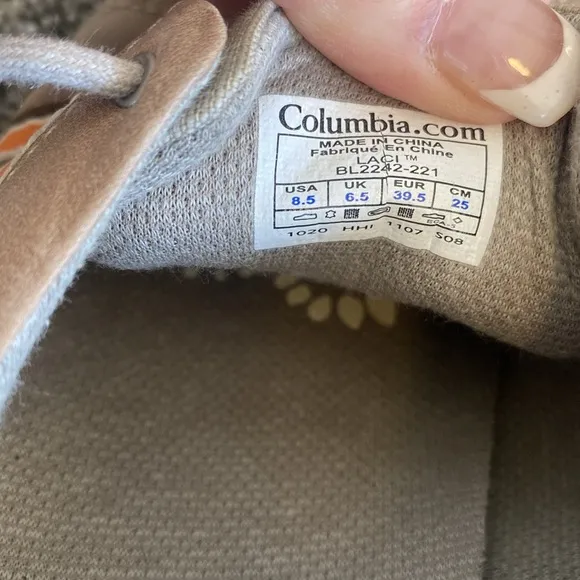 Columbia.com
MADE IN CHINA
Fabriqué En Chine
LACI™
BL2242-221
USA UK EUR CM
8.5 6.5 39.5 25
1020 HHI 1107 S08